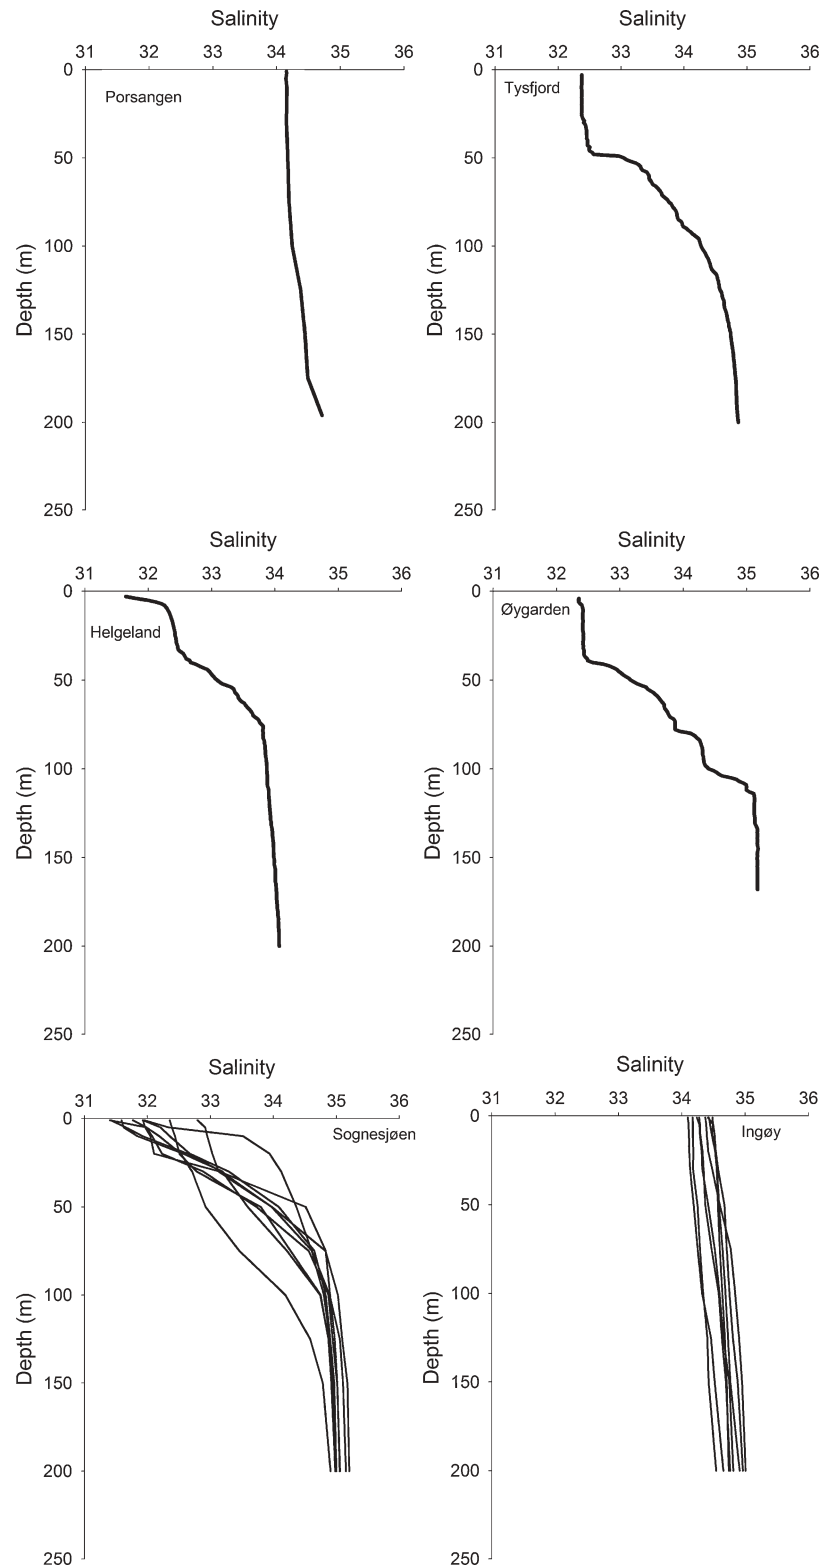 Salinity Salinity
31 32 33 34 35 36 31 32 33 34 35 36
0 0
Porsangen Tysfjord
50 50
100 100
Depth (m) Depth (m)
150 150
200 200
250 250
Salinity Salinity
31 32 33 34 35 36 31 32 33 34 35 36
0 0
Helgeland Øygarden
50 50
100 100
Depth (m) Depth (m)
150 150
200 200
250 250
Salinity Salinity
31 32 33 34 35 36 31 32 33 34 35 36
0 0
Sognesjøen Ingøy
50 50
100 100
Depth (m) Depth (m)
150 150
200 200
250 250